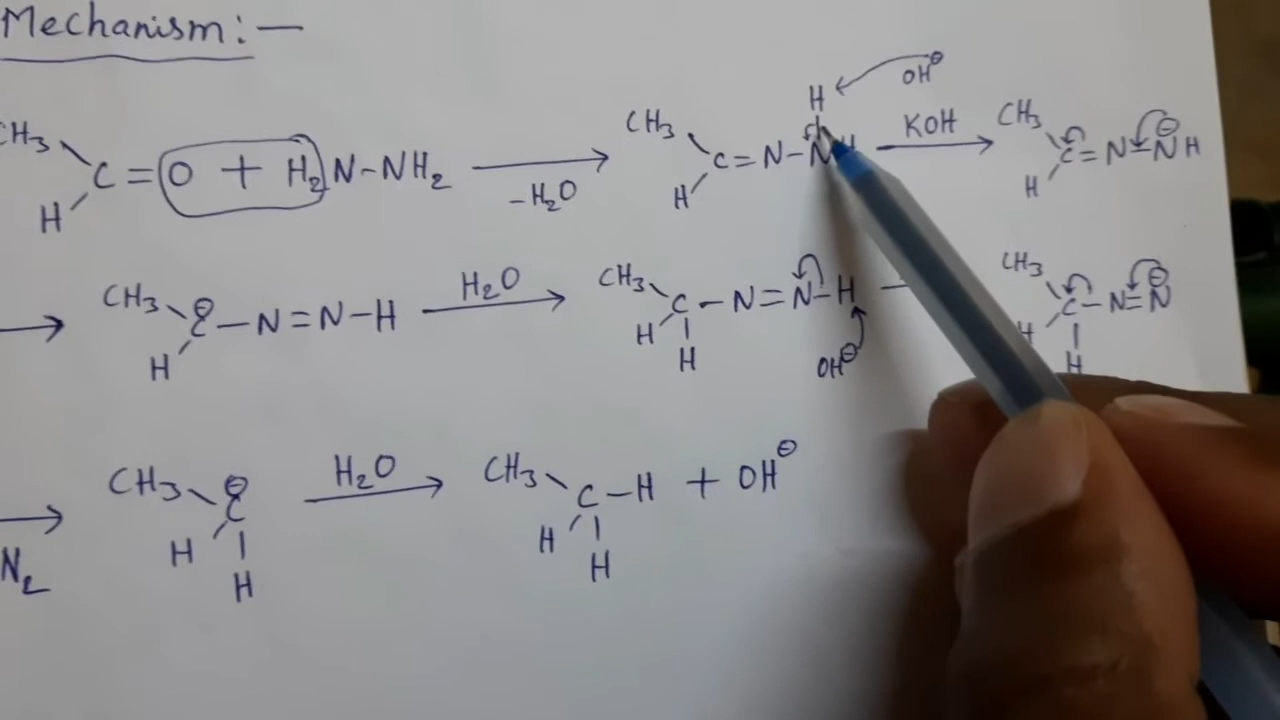 Mechanism:—
CH₃ C=O + H₂N-NH₂ → -H₂O CH₃ C=N-N H H H OH⊖ KOH → CH₃ C=N-N⊖H H
→ CH₃ C⊖-N=N-H H H₂O → CH₃ C-N=N-H H H OH⊖ CH₃ C-N=N⊖ H H
→ N₂ CH₃ C⊖ H H H₂O → CH₃ C-H H H + OH⊖